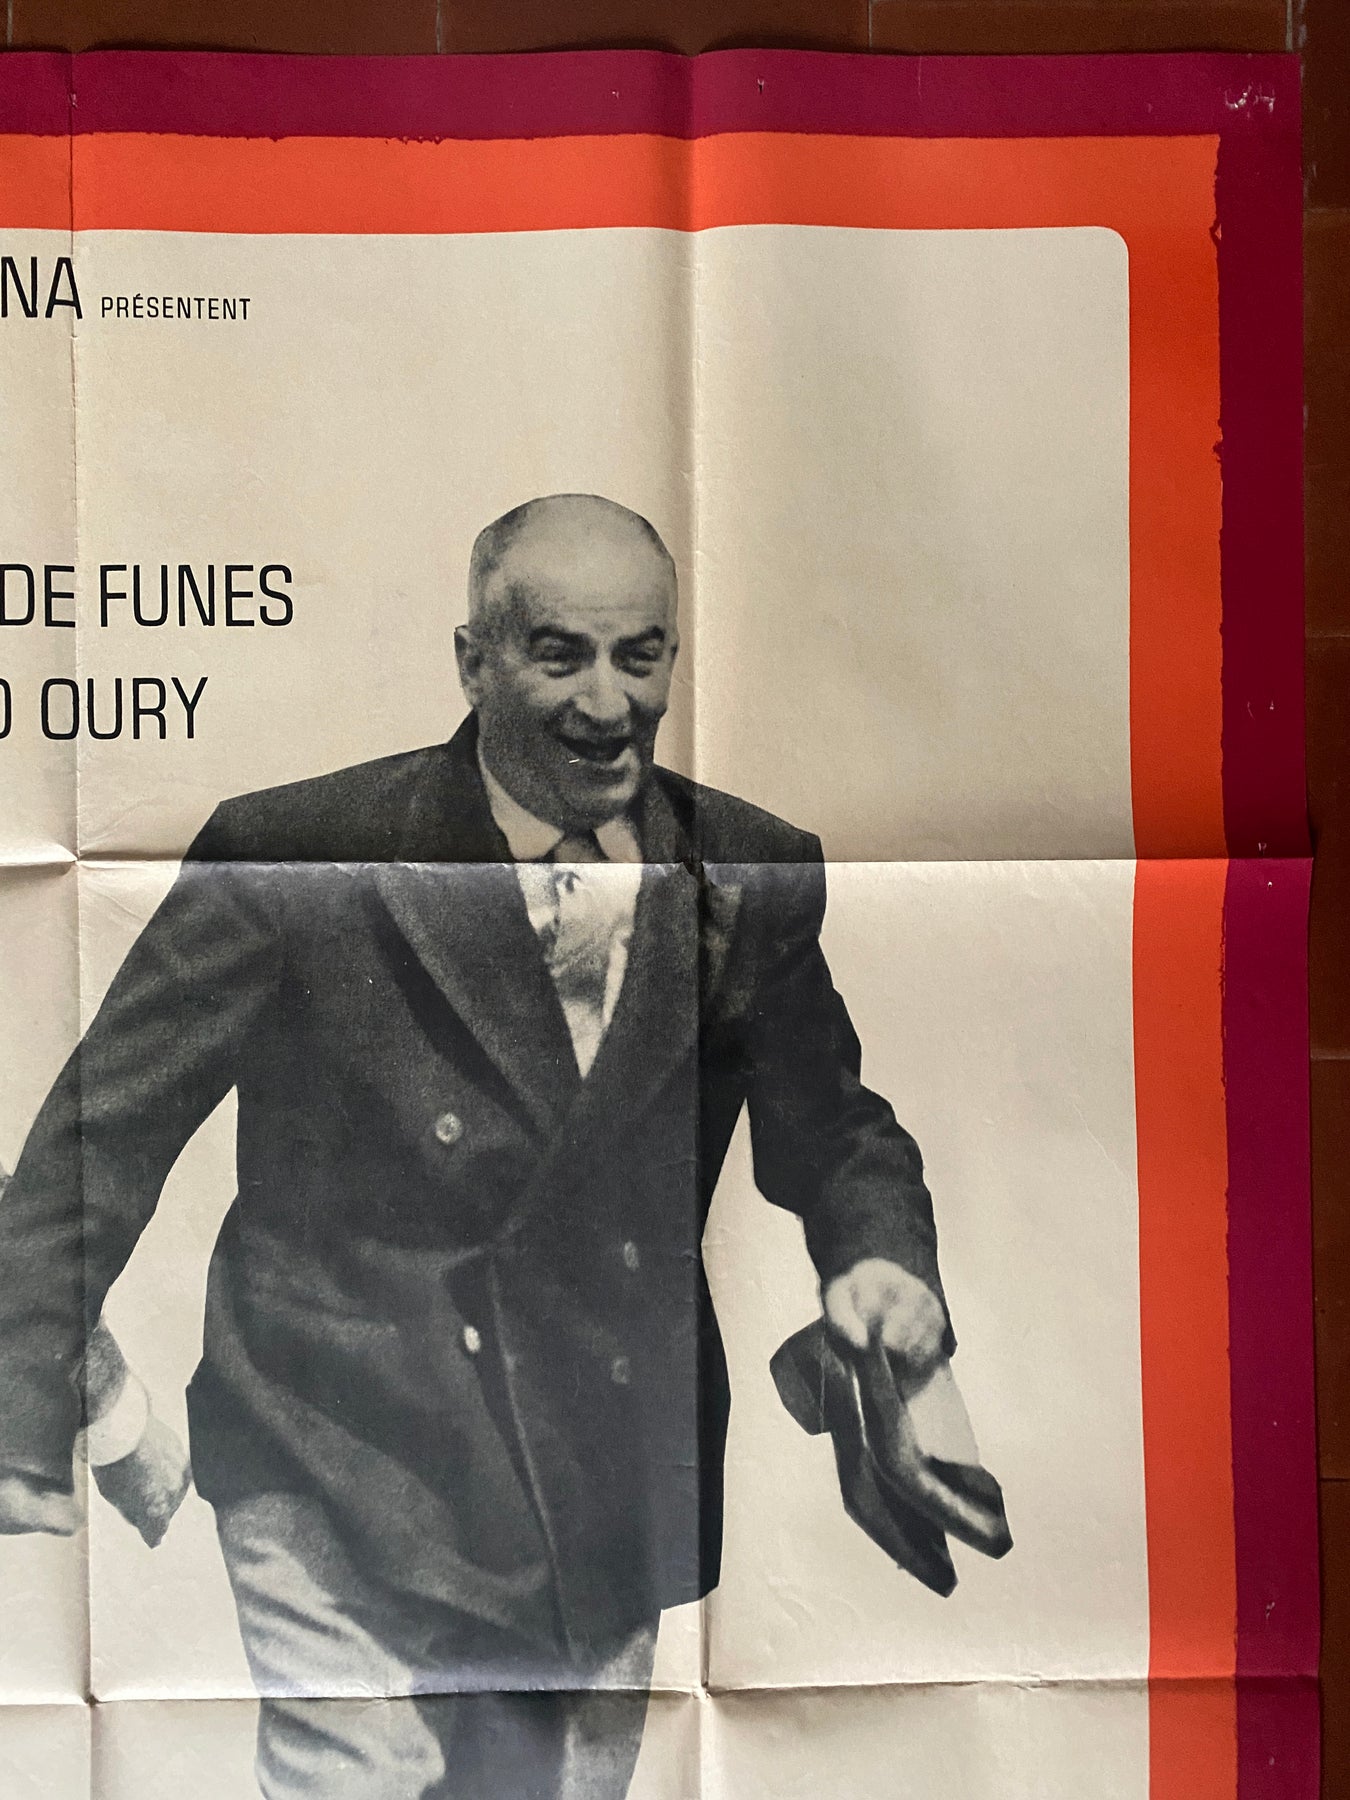 NA PRÉSENTENT
DE FUNES
D OURY